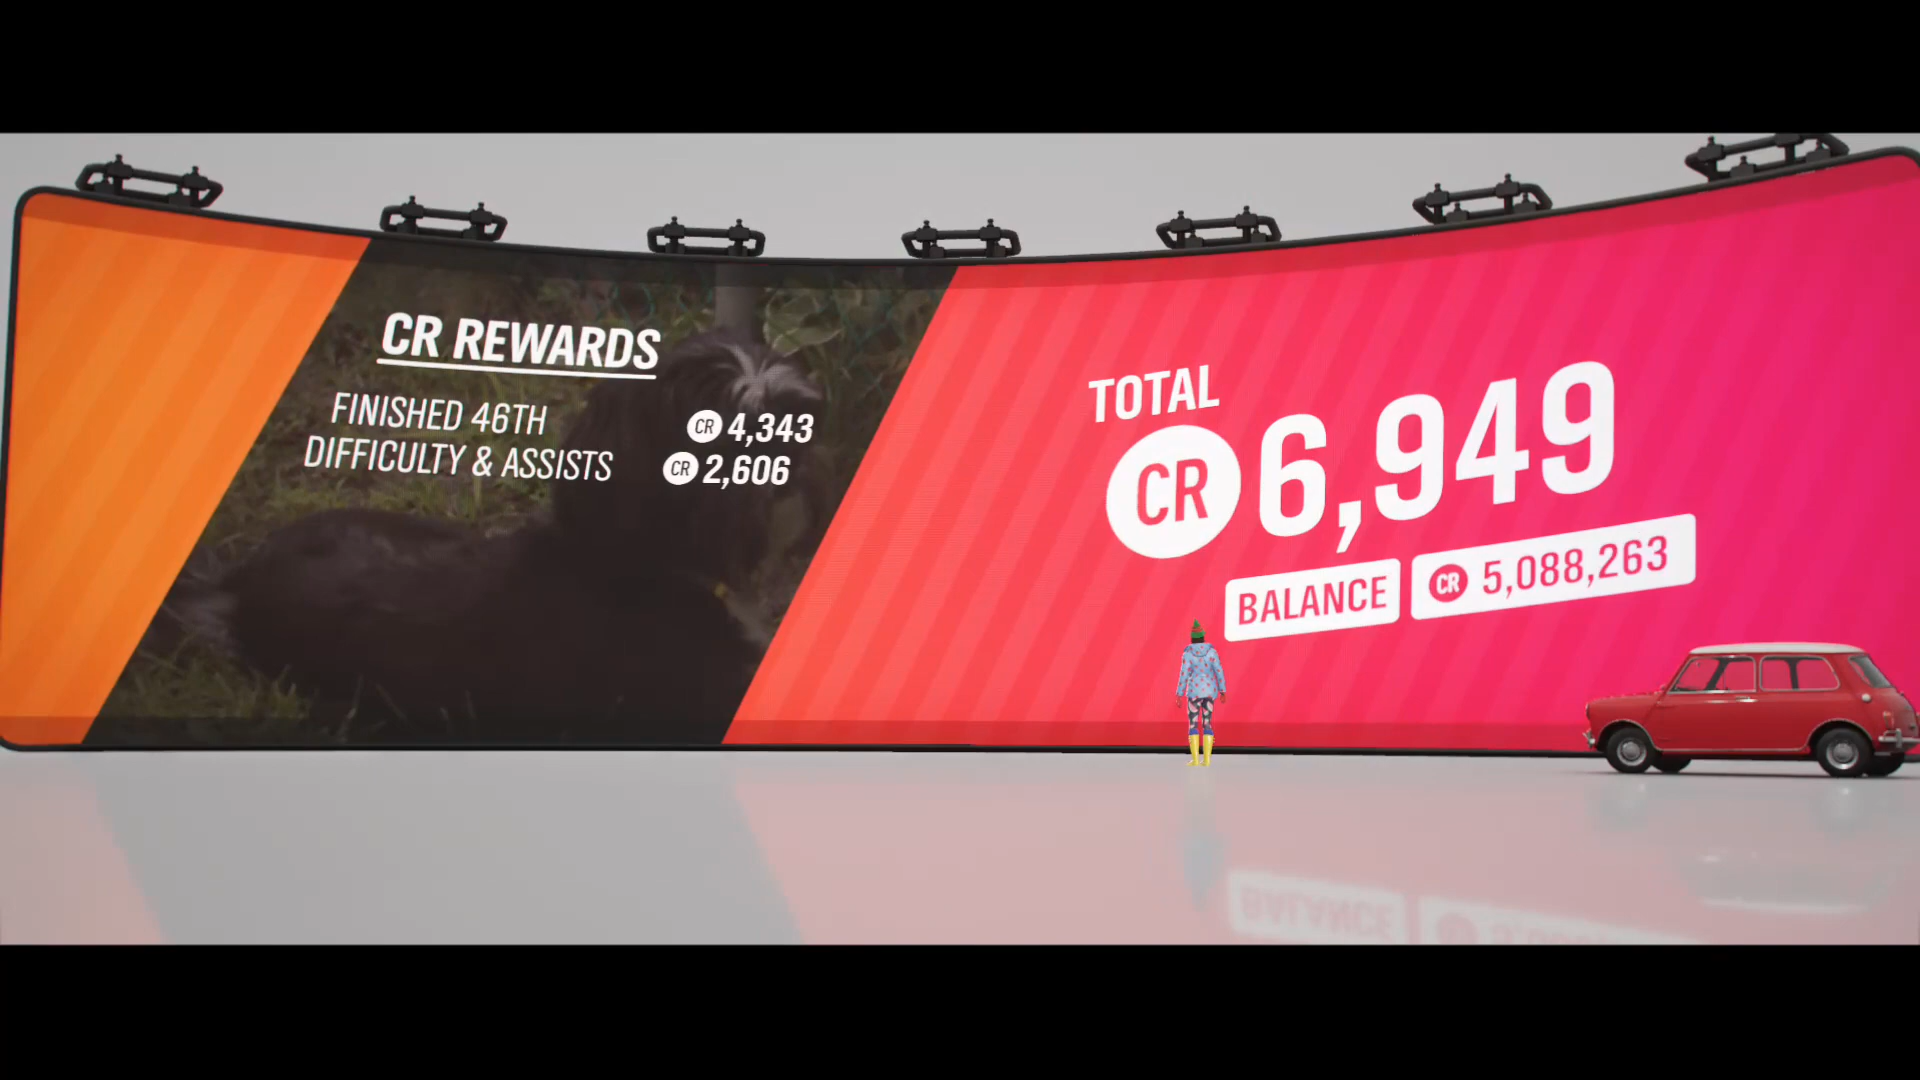 CR REWARDS
FINISHED 46TH CR 4,343
DIFFICULTY & ASSISTS CR 2,606
TOTAL
CR 6,949
BALANCE CR 5,088,263